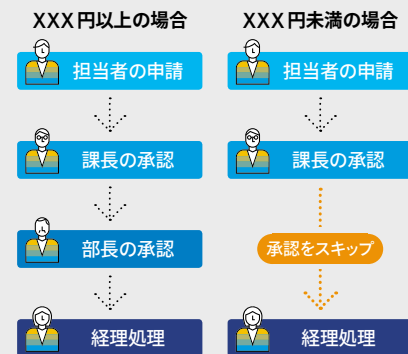 XXX円以上の場合
担当者の申請
課長の承認
部長の承認
経理処理
XXX円未満の場合
担当者の申請
課長の承認
承認をスキップ
経理処理